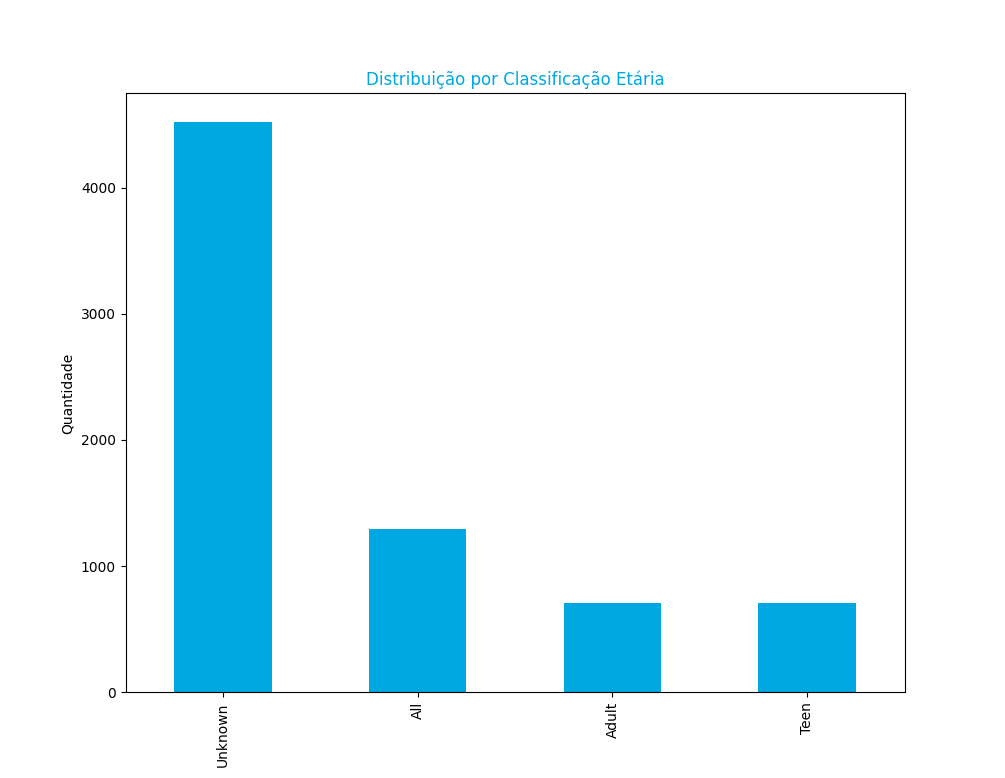 Distribuição por Classificação Etária
Quantidade
4000
3000
2000
1000
0
Unknown
All
Adult
Teen